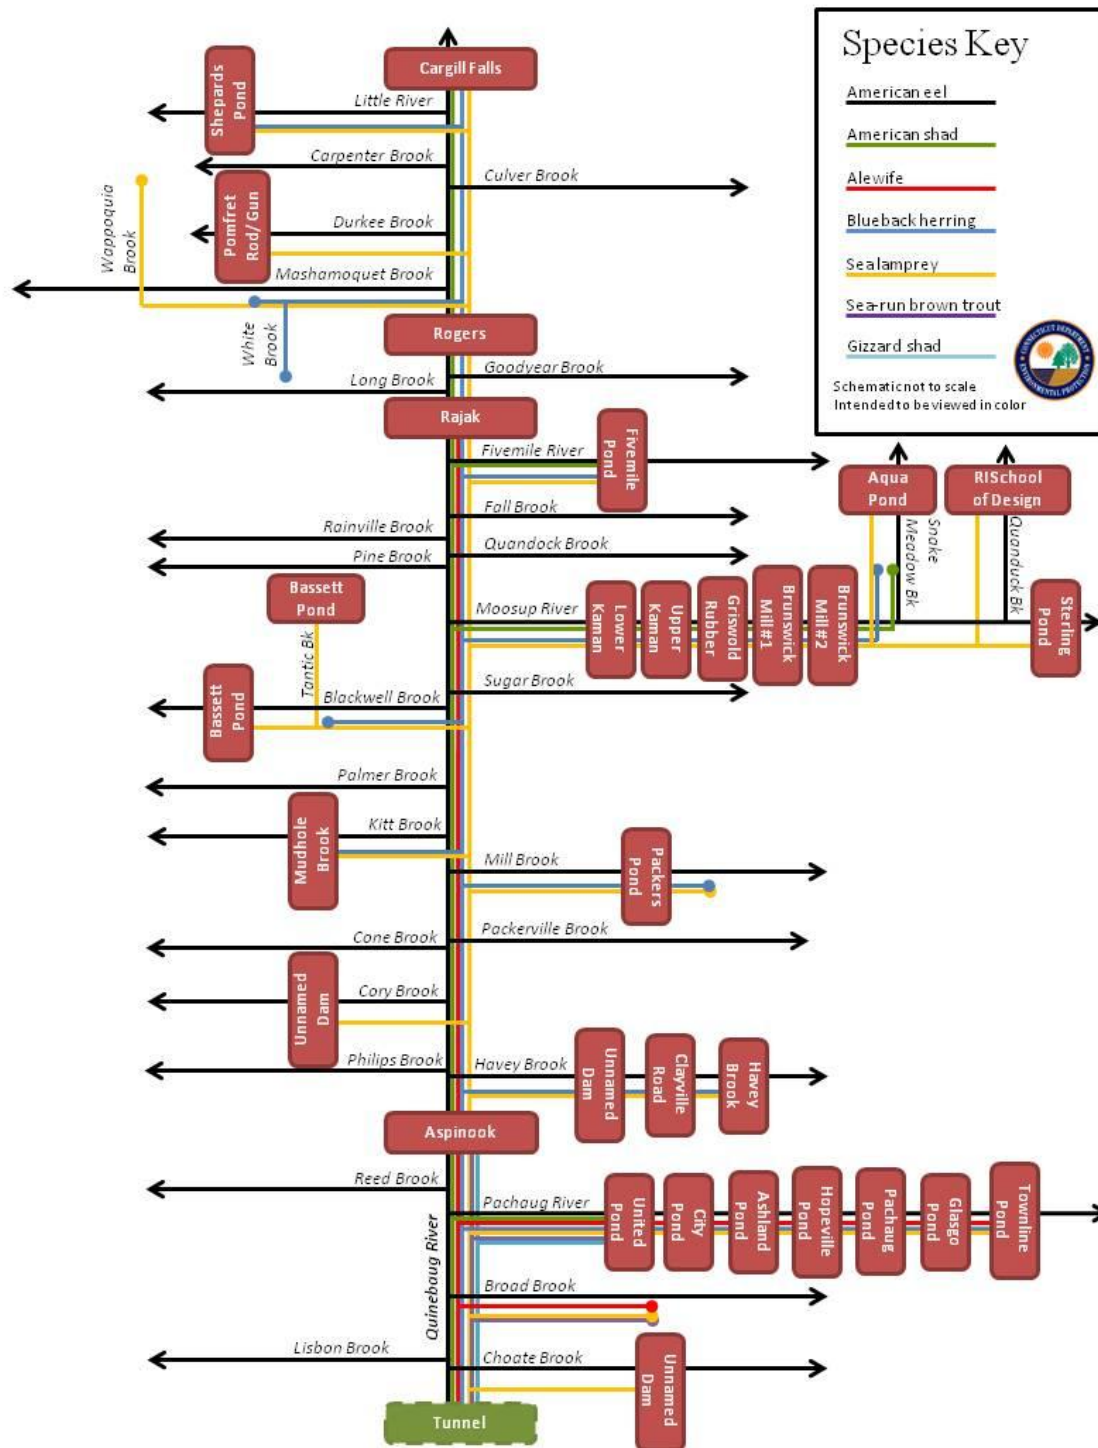 Species Key
American eel
American shad
Alewife
Blueback herring
Sea lamprey
Sea-run brown trout
Gizzard shad
Schematic not to scale
Intended to be viewed in color
CONNECTICUT DEPARTMENT
ENVIRONMENTAL PROTECTION
Cargill Falls
Shepards
Pond
Little River
Carpenter Brook
Culver Brook
Wappoquia
Brook
Pomfret
Rod/ Gun
Durkee Brook
Mashamoquet Brook
White
Brook
Rogers
Goodyear Brook
Long Brook
Rajak
Fivemile River
Fivemile
Pond
Aqua
Pond
RI School
of Design
Fall Brook
Rainville Brook
Quandock Brook
Pine Brook
Snake
Meadow Bk
Quanduck Bk
Bassett
Pond
Tantic Bk
Moosup River
Lower
Kaman
Upper
Kaman
Griswold
Rubber
Brunswick
Mill #1
Brunswick
Mill #2
Sterling
Pond
Sugar Brook
Blackwell Brook
Bassett
Pond
Palmer Brook
Kitt Brook
Mudhole
Brook
Mill Brook
Packers
Pond
Packerville Brook
Cone Brook
Cory Brook
Unnamed
Dam
Philips Brook
Havey Brook
Unnamed
Dam
Clayville
Road
Havey
Brook
Aspinook
Reed Brook
Pachaug River
United
Pond
City
Pond
Ashland
Pond
Hopeville
Pond
Pachaug
Pond
Glasgo
Pond
Townline
Pond
Quinebaug River
Broad Brook
Lisbon Brook
Choate Brook
Unnamed
Dam
Tunnel